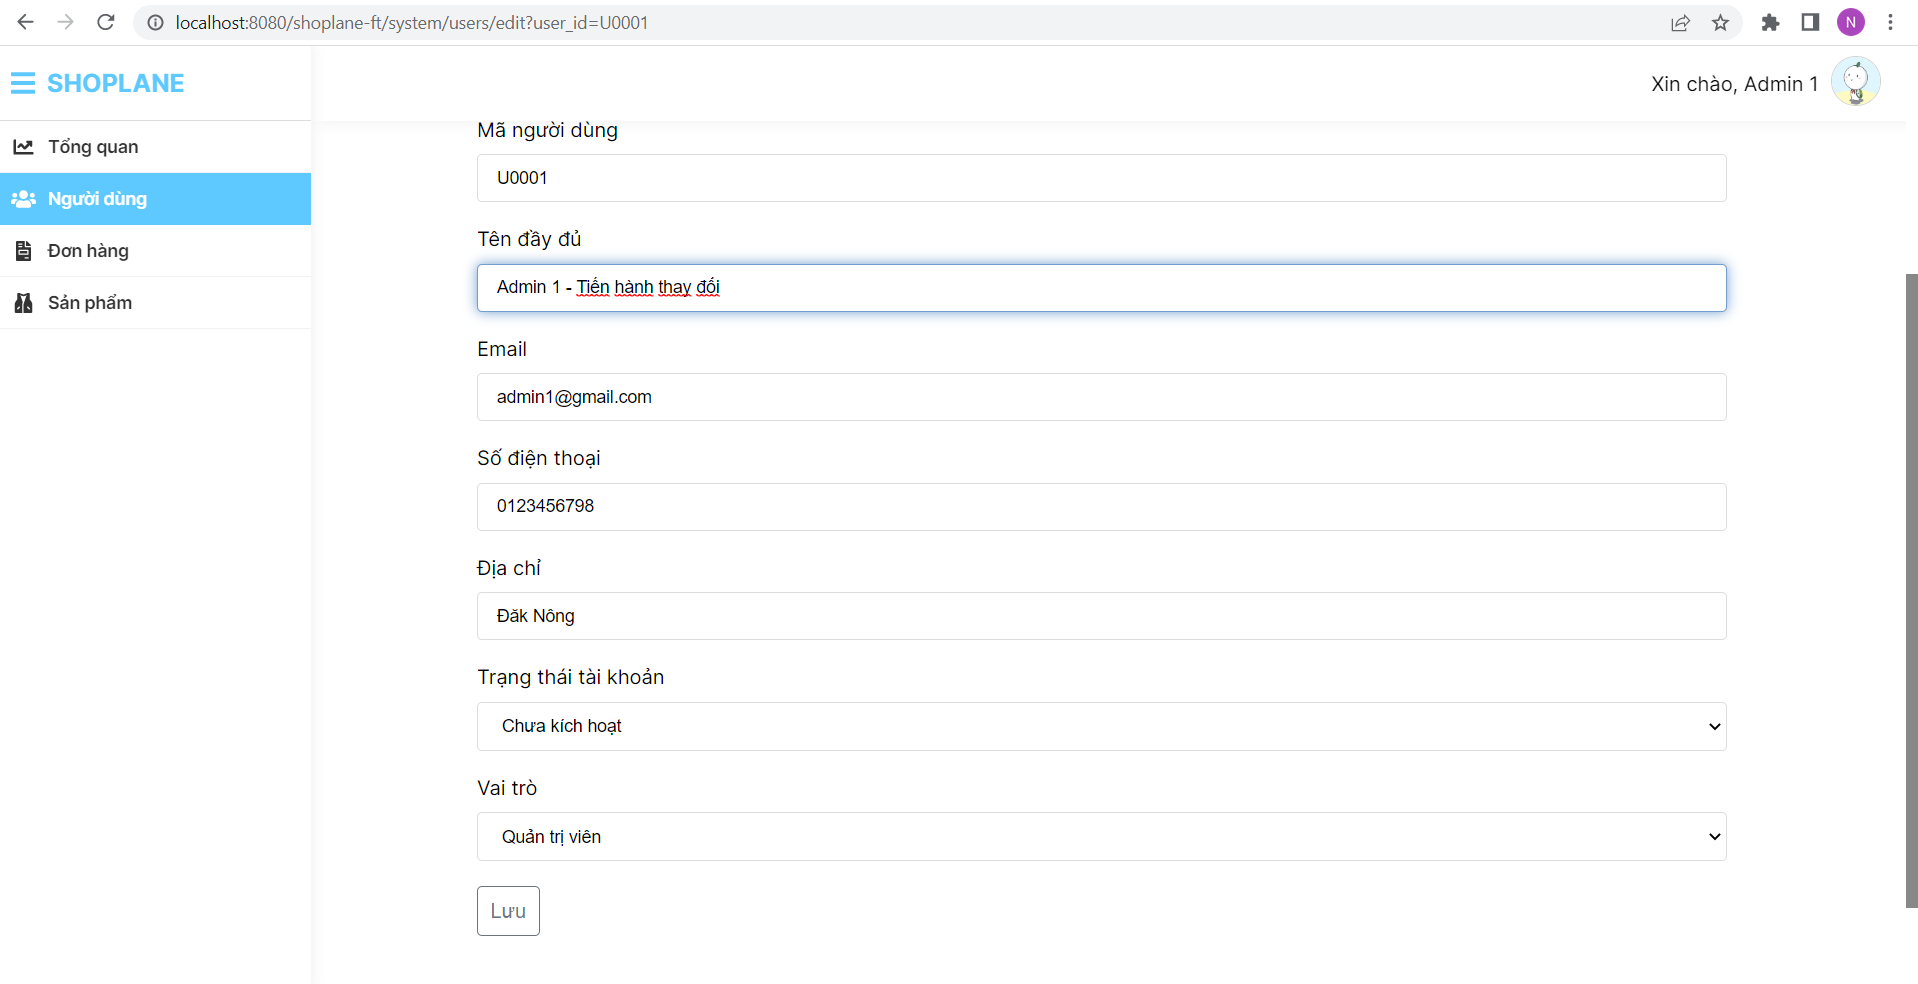 localhost:8080/shoplane-ft/system/users/edit?user_id=U0001
N
SHOPLANE
Xin chào, Admin 1
Tổng quan
Người dùng
Đơn hàng
Sản phẩm
Mã người dùng
U0001
Tên đầy đủ
Admin 1 - Tiến hành thay đổi
Email
admin1@gmail.com
Số điện thoại
0123456798
Địa chỉ
Đăk Nông
Trạng thái tài khoản
Chưa kích hoạt
Vai trò
Quản trị viên
Lưu